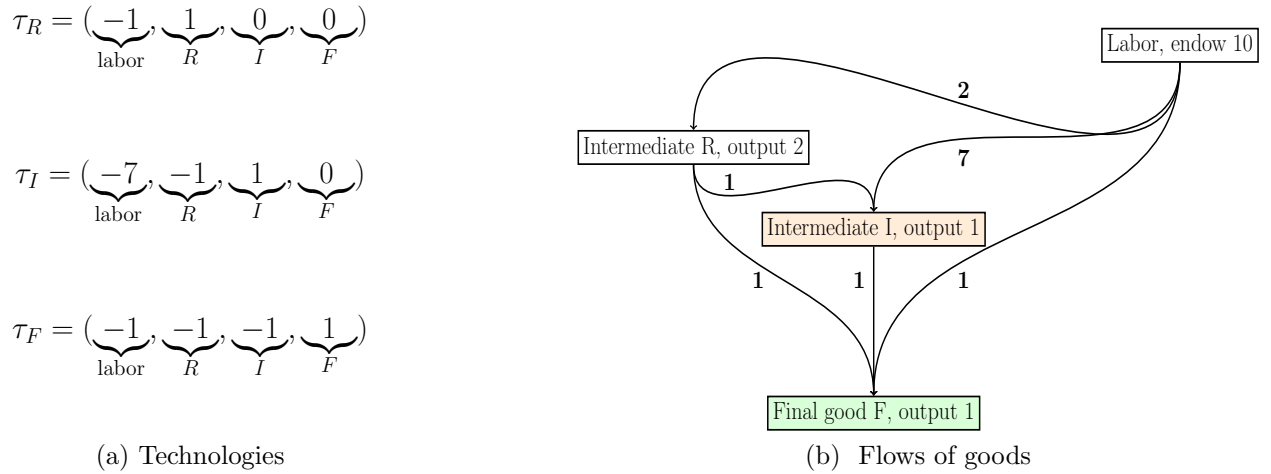 τ_R = (−1, 1, 0, 0)
labor R I F
τ_I = (−7, −1, 1, 0)
labor R I F
τ_F = (−1, −1, −1, 1)
labor R I F
(a) Technologies
Labor, endow 10
2
Intermediate R, output 2
7
1
Intermediate I, output 1
1
1
1
Final good F, output 1
(b) Flows of goods